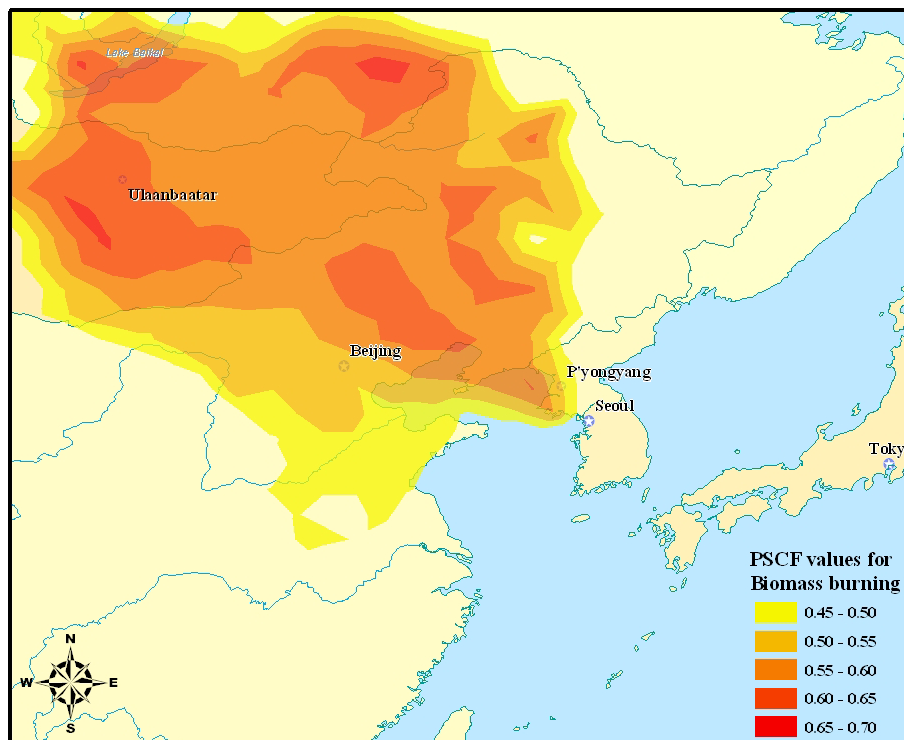 Lake Baikal
Ulaanbaatar
Beijing
P'yongyang
Seoul
Toky
PSCF values for
Biomass burning
0.45 - 0.50
0.50 - 0.55
0.55 - 0.60
0.60 - 0.65
0.65 - 0.70
N
W E
S